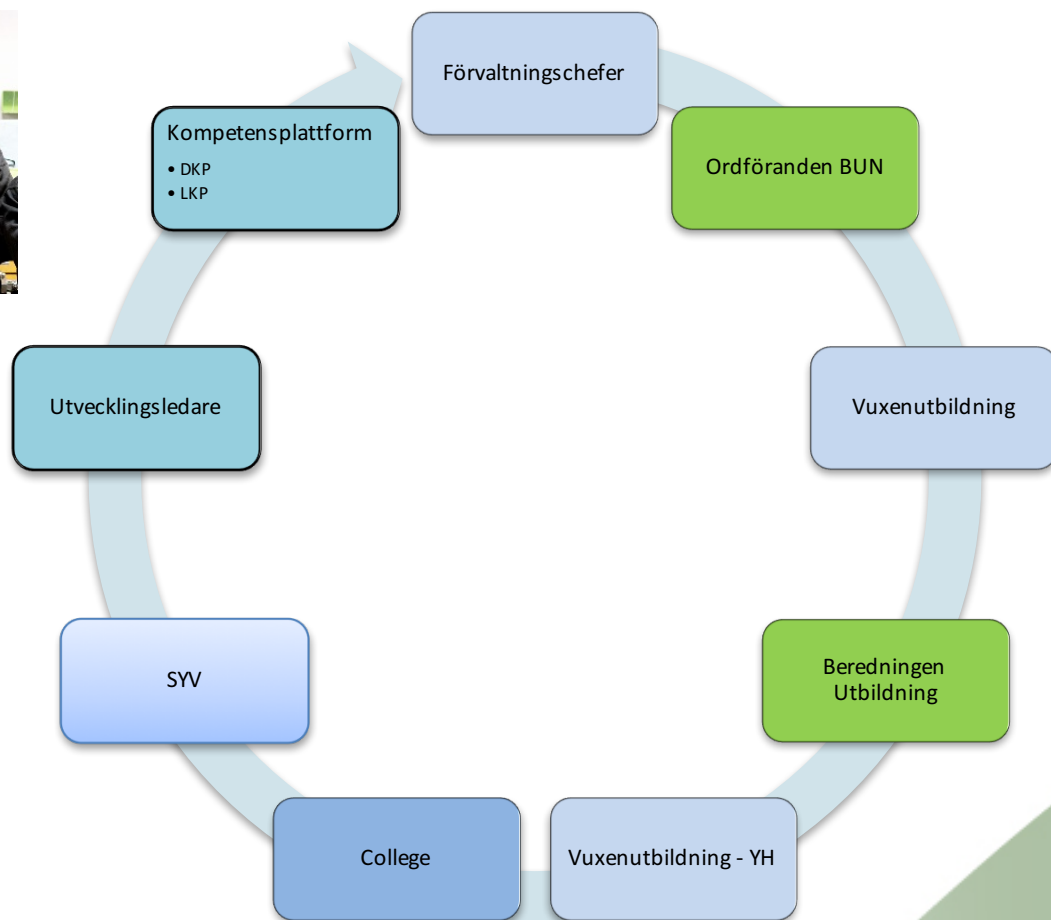 Förvaltningschefer
Kompetensplattform
• DKP
• LKP
Ordföranden BUN
Utvecklingsledare
Vuxenutbildning
SYV
Beredningen
Utbildning
College
Vuxenutbildning - YH